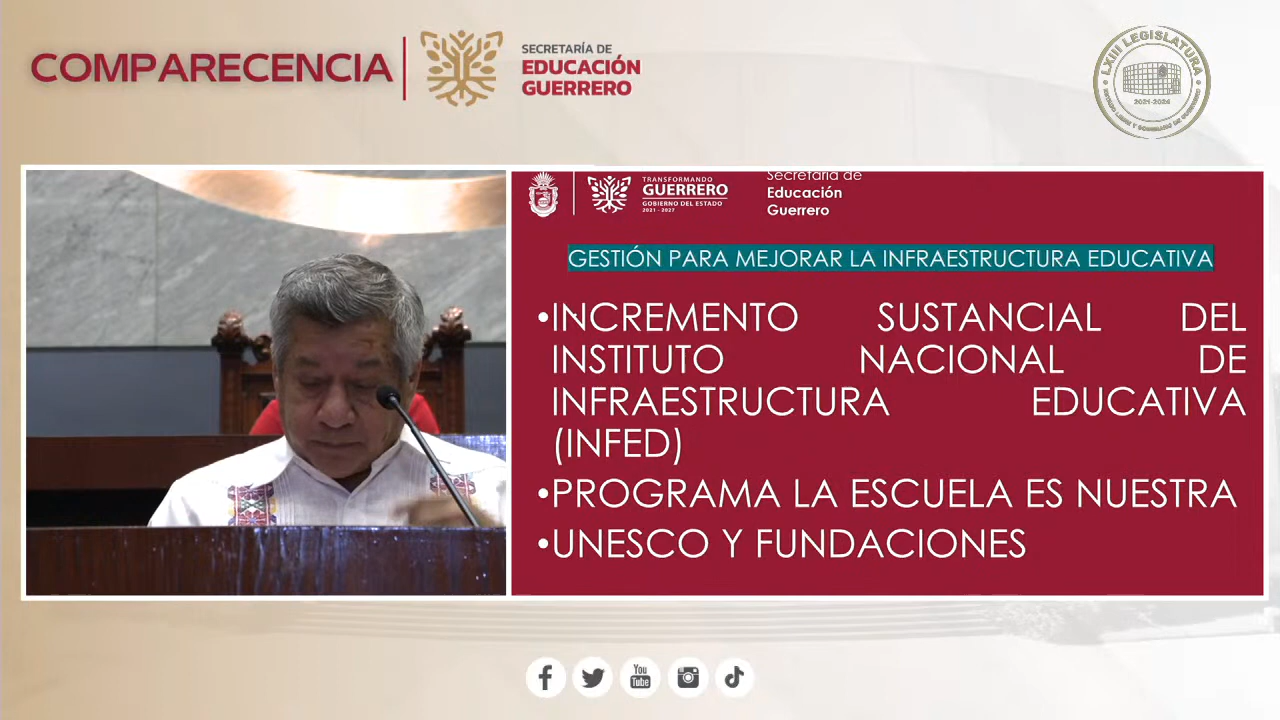 COMPARECENCIA
SECRETARÍA DE
EDUCACIÓN
GUERRERO
LXIII LEGISLATURA
2021-2024
TRANSFORMANDO
GUERRERO
GOBIERNO DEL ESTADO
2021 - 2027
Secretaría de
Educación
Guerrero
GESTIÓN PARA MEJORAR LA INFRAESTRUCTURA EDUCATIVA
•INCREMENTO SUSTANCIAL DEL
INSTITUTO NACIONAL DE
INFRAESTRUCTURA EDUCATIVA
(INFED)
•PROGRAMA LA ESCUELA ES NUESTRA
•UNESCO Y FUNDACIONES
You
Tube